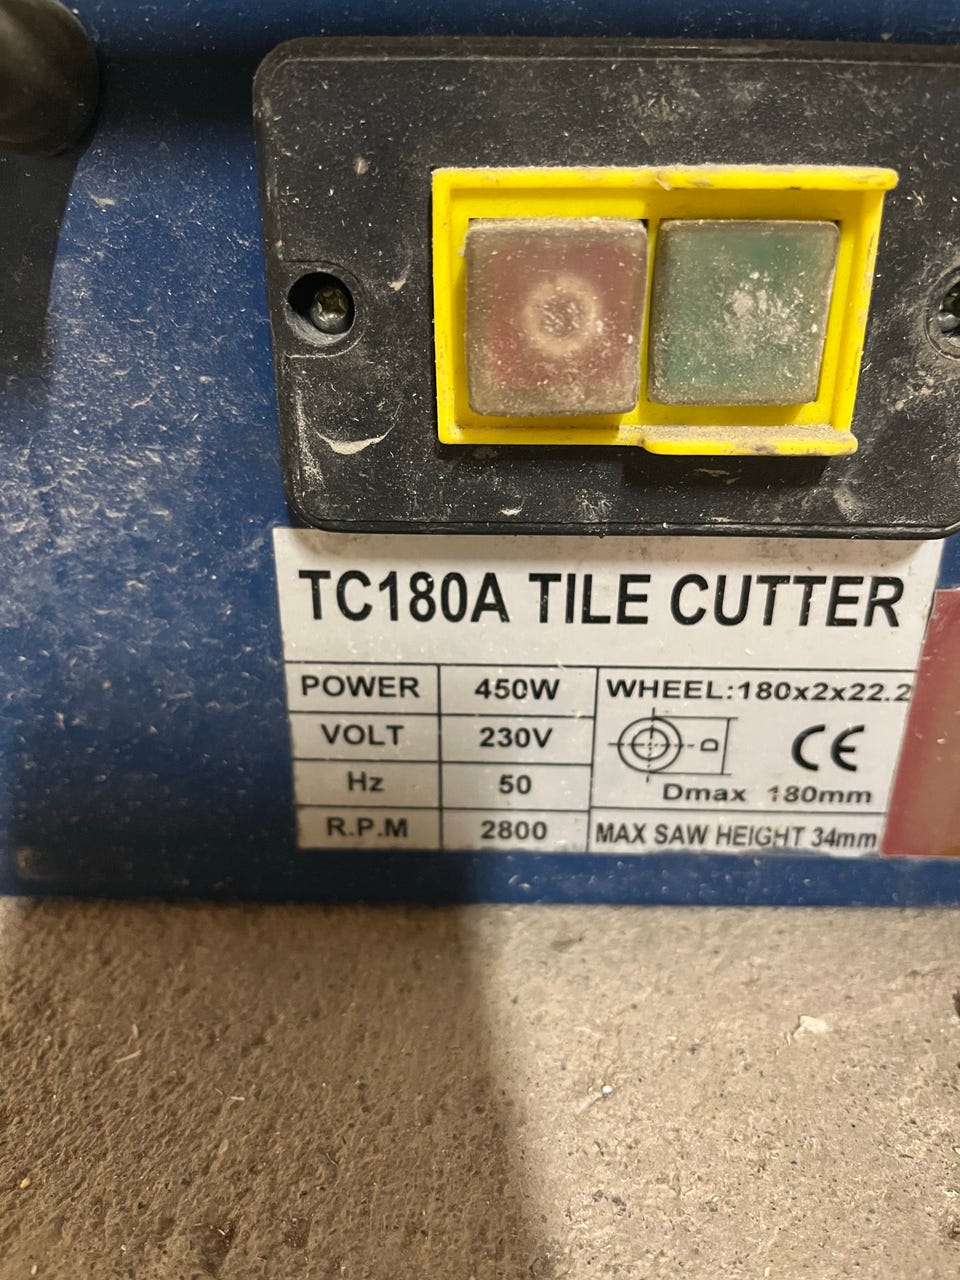 TC180A TILE CUTTER
POWER 450W WHEEL:180x2x22.2
VOLT 230V
D CE
Hz 50
Dmax 180mm
R.P.M 2800 MAX SAW HEIGHT 34mm